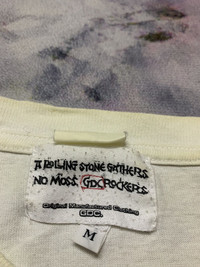 A ROLLING STONE GATHERS
NO MOSS GDCROCKERS
Original Manufactured Clothing
GDC.
M